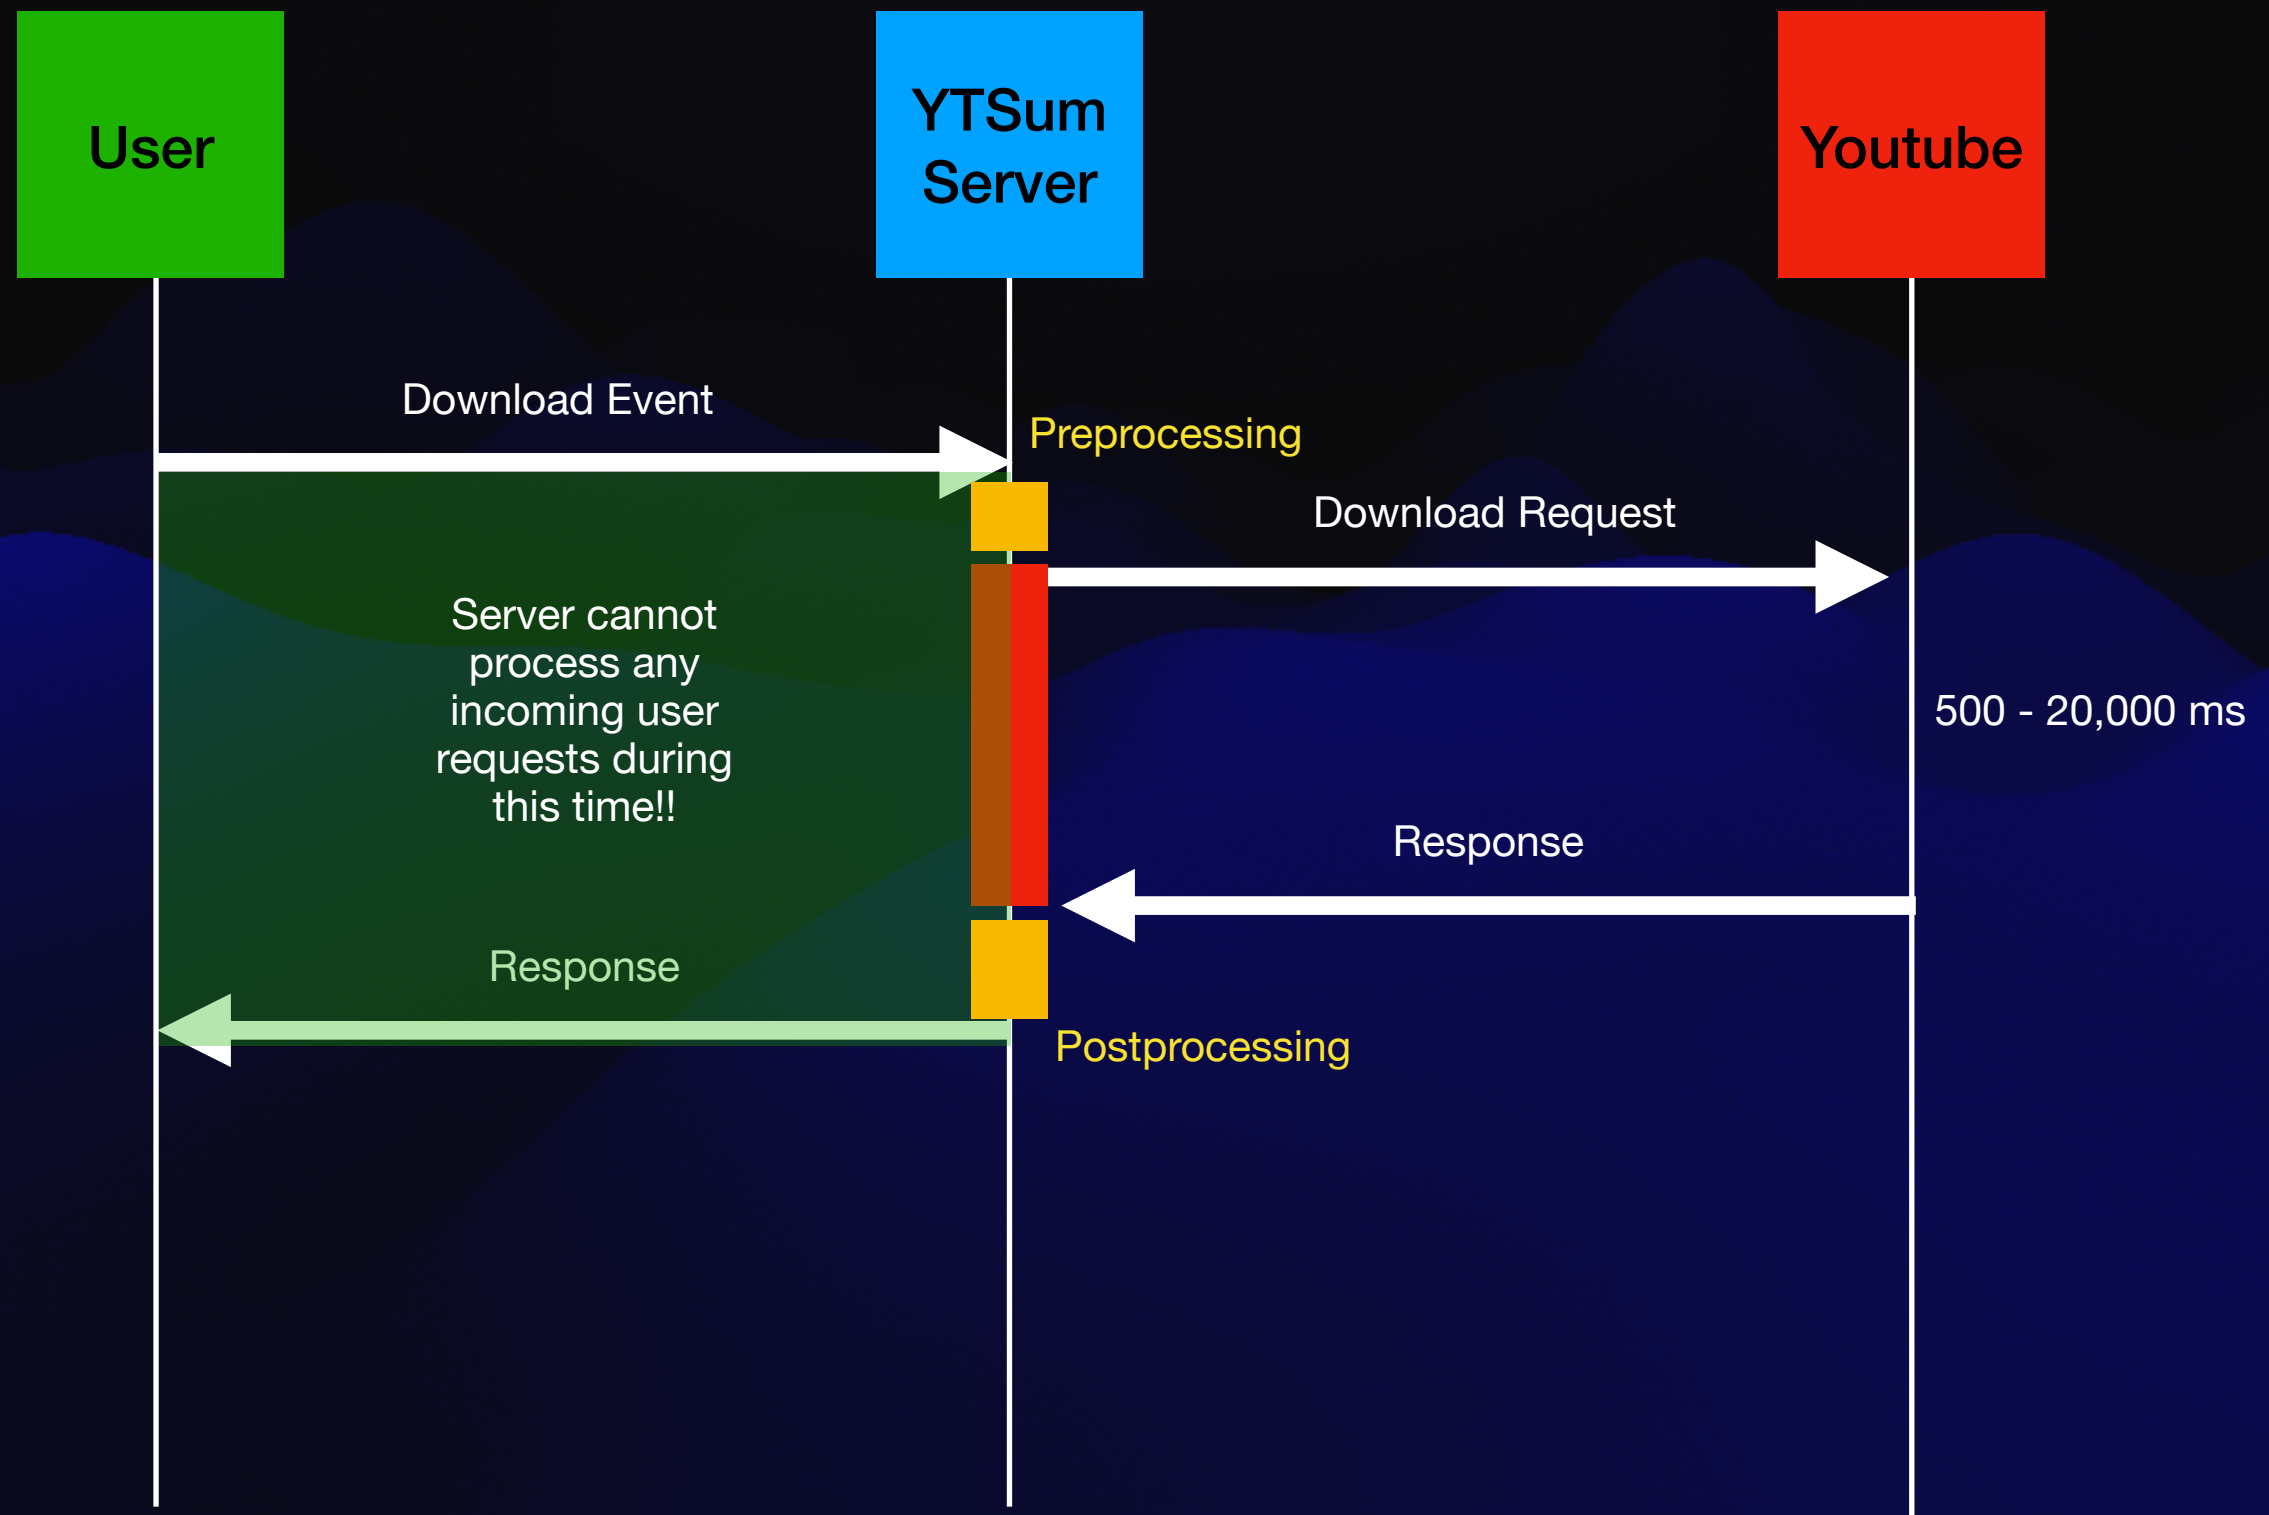 User
YTSum
Server
Youtube
Download Event
Preprocessing
Download Request
Server cannot
process any
incoming user
requests during
this time!!
500 - 20,000 ms
Response
Response
Postprocessing